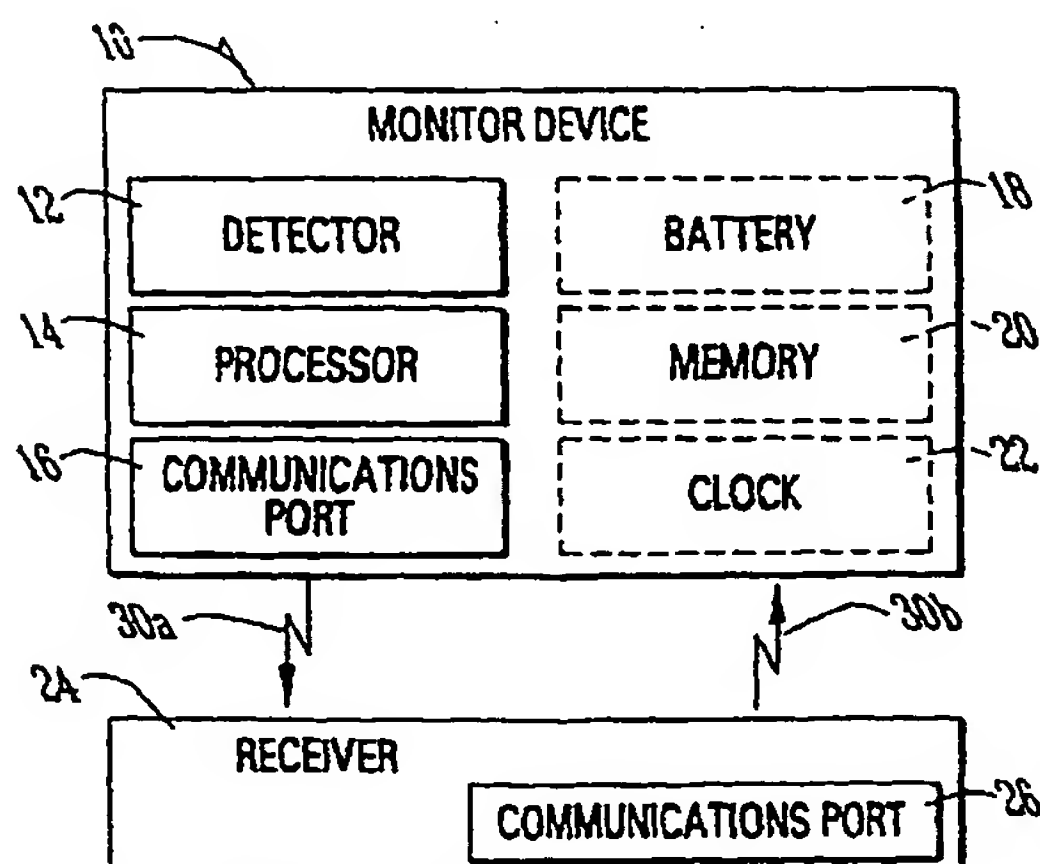 10
MONITOR DEVICE
12
DETECTOR
BATTERY
18
14
PROCESSOR
MEMORY
20
16
COMMUNICATIONS
PORT
CLOCK
22
30a
30b
24
RECEIVER
COMMUNICATIONS PORT
26